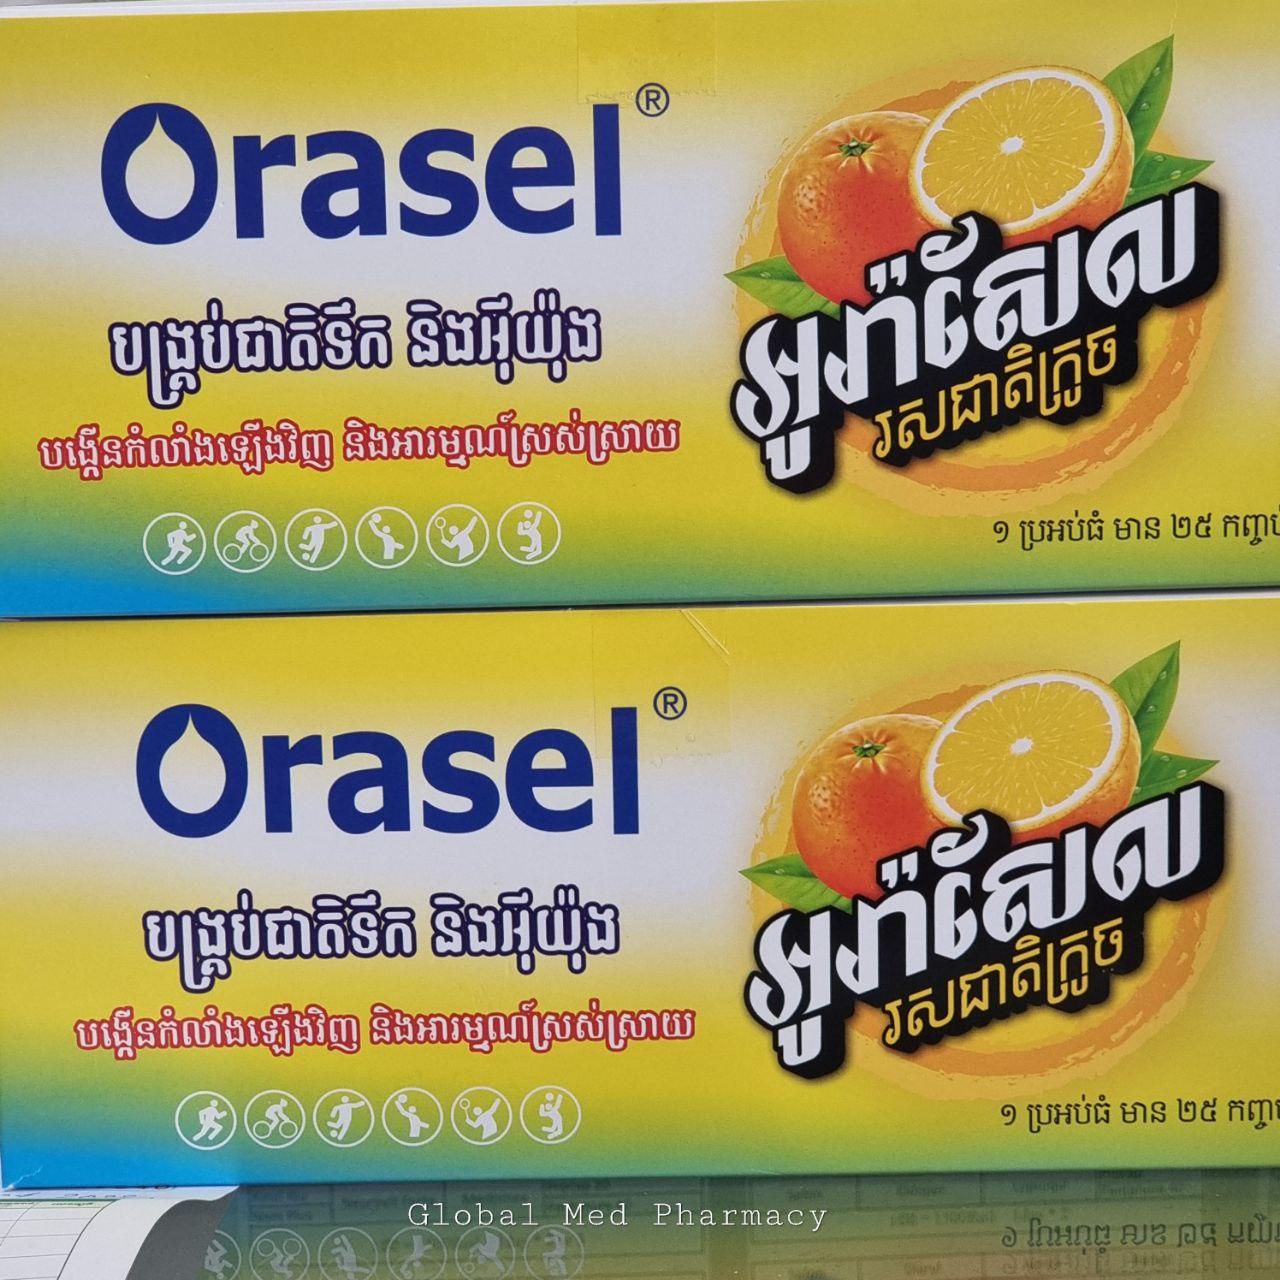 Orasel®
បង្គ្រប់ជាតិទឹក និងអ៊ីយ៉ុង
បង្កើនកំលាំងឡើងវិញ និងអារម្មណ៍ស្រស់ស្រាយ
អូរ៉ាសែល
រសជាតិក្រូច
១ ប្រអប់ធំ មាន ២៥ កញ្ចប់
Orasel®
បង្គ្រប់ជាតិទឹក និងអ៊ីយ៉ុង
បង្កើនកំលាំងឡើងវិញ និងអារម្មណ៍ស្រស់ស្រាយ
អូរ៉ាសែល
រសជាតិក្រូច
១ ប្រអប់ធំ មាន ២៥ កញ្ចប់
Global Med Pharmacy